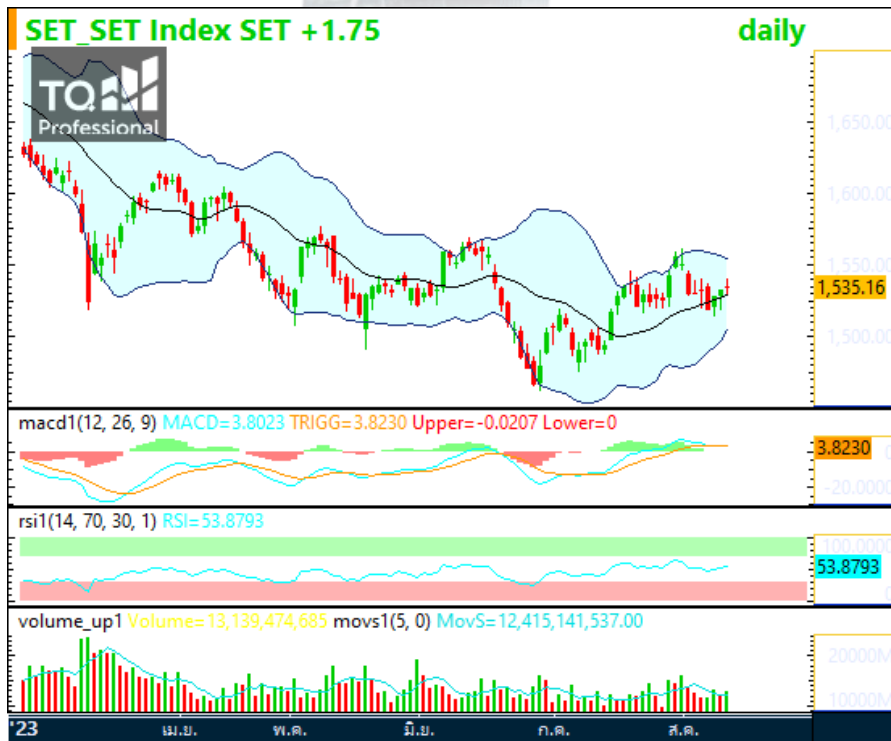 SET_SET Index SET +1.75 daily
TQ
Professional
1,650.00
1,600.00
1,550.00
1,535.16
1,500.00
macd1(12, 26, 9) MACD=3.8023 TRIGG=3.8230 Upper=-0.0207 Lower=0
3.8230
-20.0000
rsi1(14, 70, 30, 1) RSI=53.8793
100.0000
53.8793
volume_up1 Volume=13,139,474,685 movs1(5, 0) MovS=12,415,141,537.00
20000M
10000M
'23 เม.ย. พ.ค. มิ.ย. ก.ค. ส.ค.